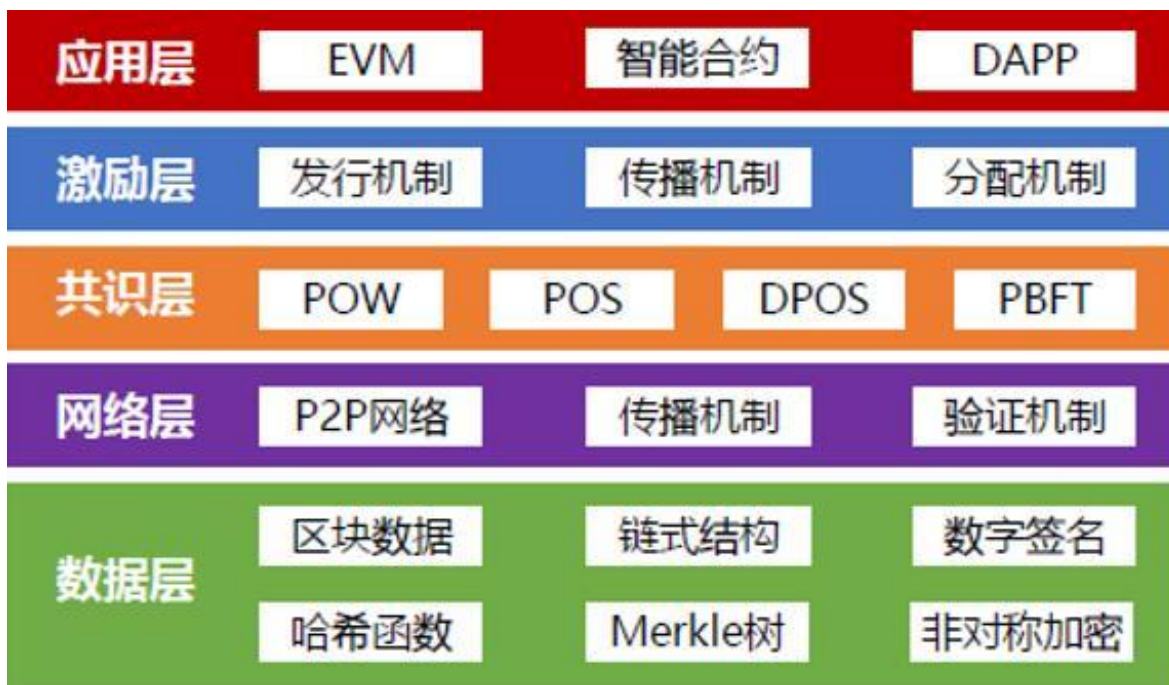 应用层 EVM 智能合约 DAPP
激励层 发行机制 传播机制 分配机制
共识层 POW POS DPOS PBFT
网络层 P2P网络 传播机制 验证机制
数据层
区块数据 链式结构 数字签名
哈希函数 Merkle树 非对称加密